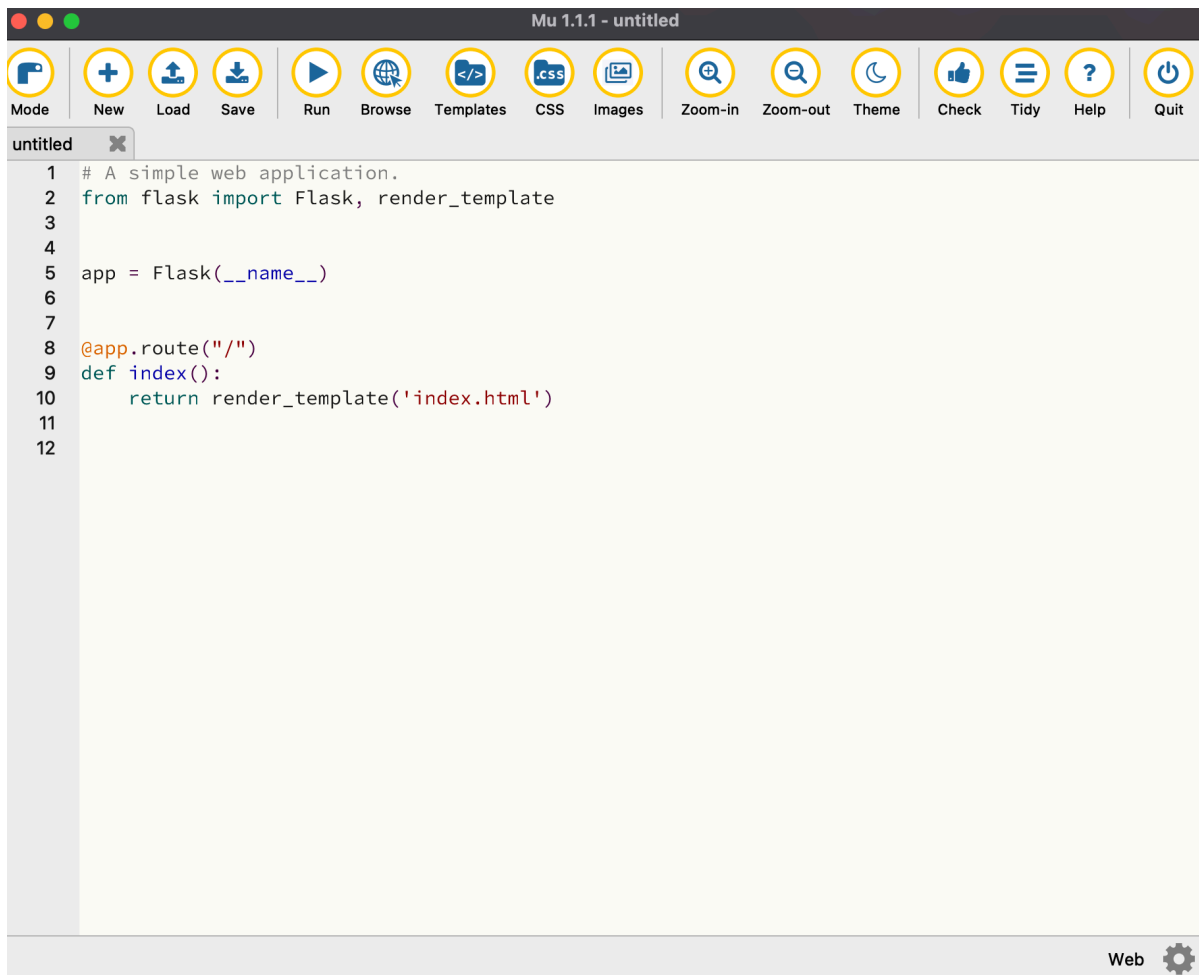 Mu 1.1.1 - untitled
Mode New Load Save Run Browse Templates CSS Images Zoom-in Zoom-out Theme Check Tidy Help Quit
</> .css ?
untitled
1 # A simple web application.
2 from flask import Flask, render_template
3
4
5 app = Flask(__name__)
6
7
8 @app.route("/")
9 def index():
10     return render_template('index.html')
11
12
Web